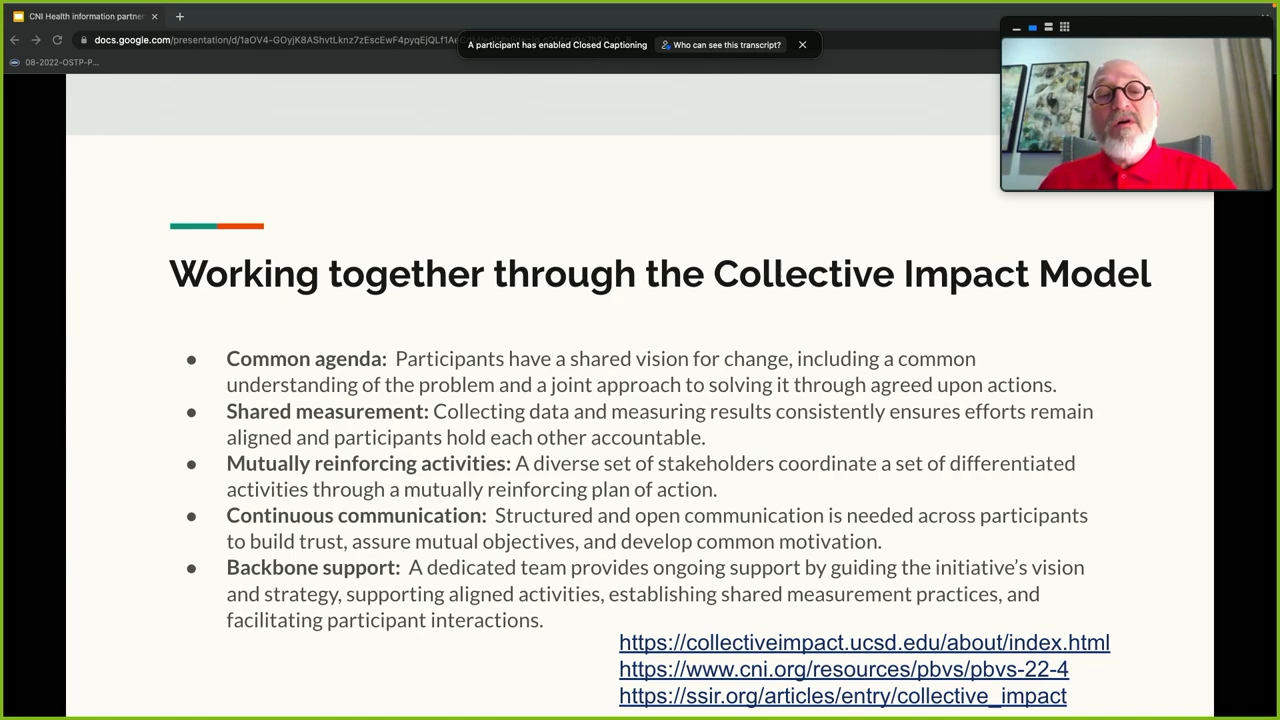 CNI Health information partner
docs.google.com/presentation/d/1aOV4-GOyjK8AShvtLknz7zEscEwF4pyqEjQLf1Ae
A participant has enabled Closed Captioning
Who can see this transcript?
08-2022-OSTP-P...
Working together through the Collective Impact Model
● Common agenda: Participants have a shared vision for change, including a common
understanding of the problem and a joint approach to solving it through agreed upon actions.
● Shared measurement: Collecting data and measuring results consistently ensures efforts remain
aligned and participants hold each other accountable.
● Mutually reinforcing activities: A diverse set of stakeholders coordinate a set of differentiated
activities through a mutually reinforcing plan of action.
● Continuous communication: Structured and open communication is needed across participants
to build trust, assure mutual objectives, and develop common motivation.
● Backbone support: A dedicated team provides ongoing support by guiding the initiative’s vision
and strategy, supporting aligned activities, establishing shared measurement practices, and
facilitating participant interactions.
https://collectiveimpact.ucsd.edu/about/index.html
https://www.cni.org/resources/pbvs/pbvs-22-4
https://ssir.org/articles/entry/collective_impact